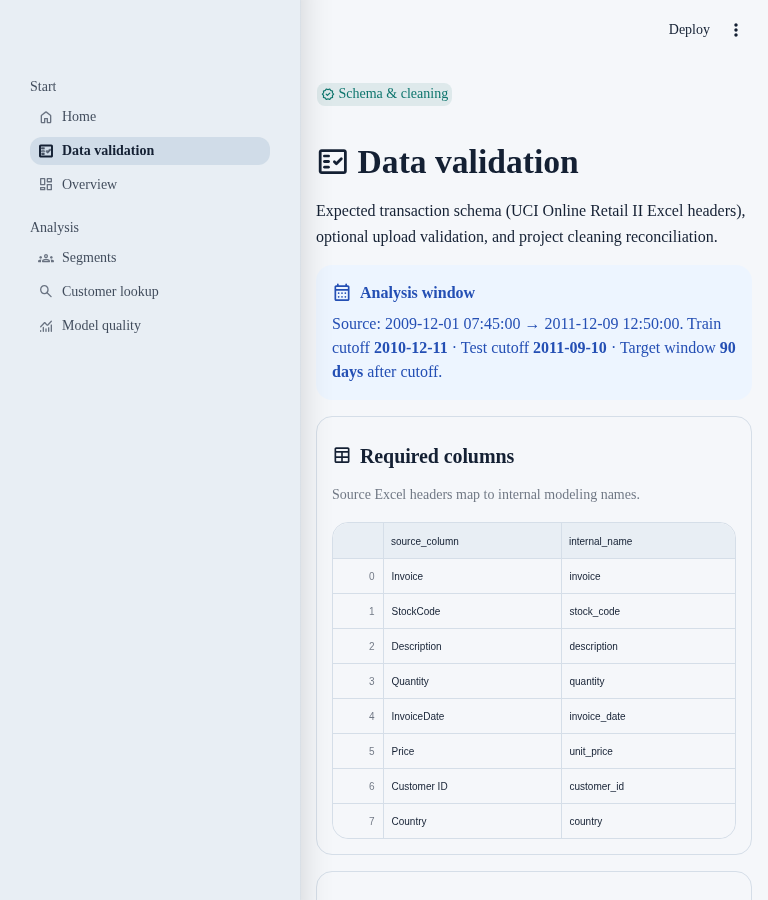 Deploy
Start
Home
Data validation
Overview
Analysis
Segments
Customer lookup
Model quality
Schema & cleaning
Data validation
Expected transaction schema (UCI Online Retail II Excel headers),
optional upload validation, and project cleaning reconciliation.
Analysis window
Source: 2009-12-01 07:45:00 → 2011-12-09 12:50:00. Train
cutoff 2010-12-11 · Test cutoff 2011-09-10 · Target window 90
days after cutoff.
Required columns
Source Excel headers map to internal modeling names.
source_column internal_name
0 Invoice invoice
1 StockCode stock_code
2 Description description
3 Quantity quantity
4 InvoiceDate invoice_date
5 Price unit_price
6 Customer ID customer_id
7 Country country